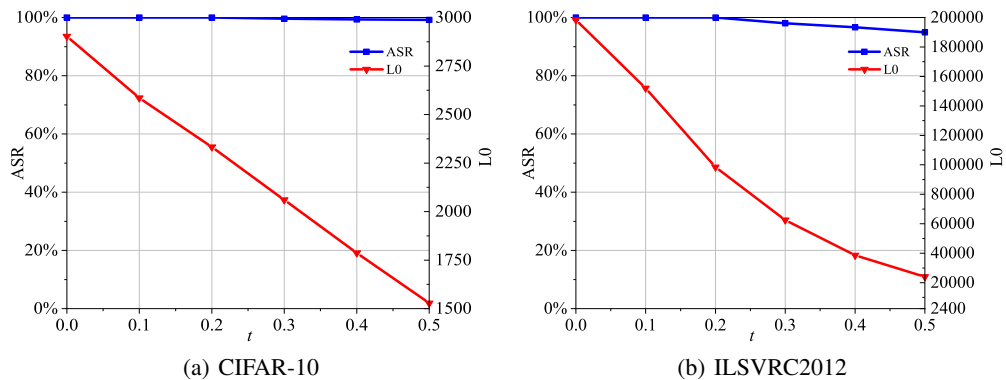 100%
80%
60%
40%
20%
0%
ASR
0.0 0.1 0.2 0.3 0.4 0.5
t
3000
2750
2500
2250
2000
1750
1500
L0
ASR
L0
(a) CIFAR-10
100%
80%
60%
40%
20%
0%
ASR
0.0 0.1 0.2 0.3 0.4 0.5
t
200000
180000
160000
140000
120000
100000
80000
60000
40000
20000
2400
L0
ASR
L0
(b) ILSVRC2012